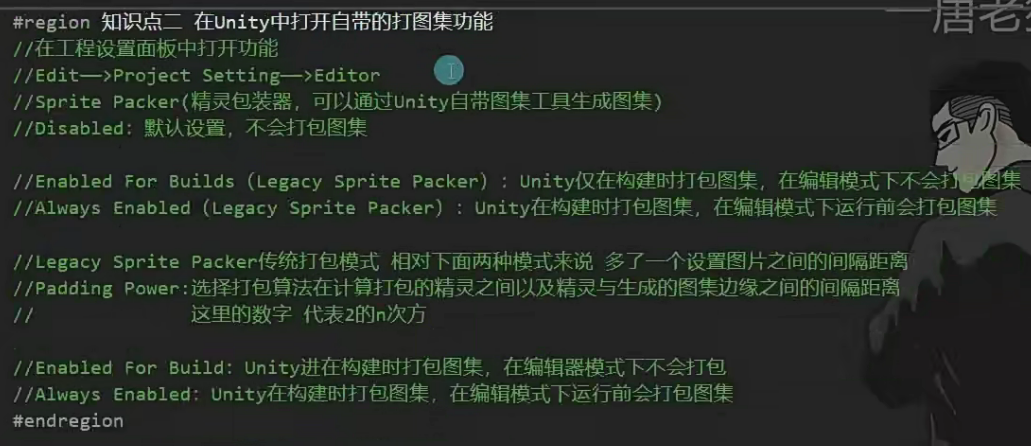 一唐老
#region 知识点二 在Unity中打开自带的打图集功能
//在工程设置面板中打开功能
//Edit——>Project Setting——>Editor
//Sprite Packer(精灵包装器，可以通过Unity自带图集工具生成图集)
//Disabled: 默认设置，不会打包图集
//Enabled For Builds (Legacy Sprite Packer) : Unity仅在构建时打包图集，在编辑模式下不会打包图集
//Always Enabled (Legacy Sprite Packer) : Unity在构建时打包图集，在编辑模式下运行前会打包图集
//Legacy Sprite Packer传统打包模式 相对下面两种模式来说 多了一个设置图片之间的间隔距离
//Padding Power:选择打包算法在计算打包的精灵之间以及精灵与生成的图集边缘之间的间隔距离
// 这里的数字 代表2的n次方
//Enabled For Build: Unity进在构建时打包图集，在编辑器模式下不会打包
//Always Enabled: Unity在构建时打包图集，在编辑模式下运行前会打包图集
#endregion